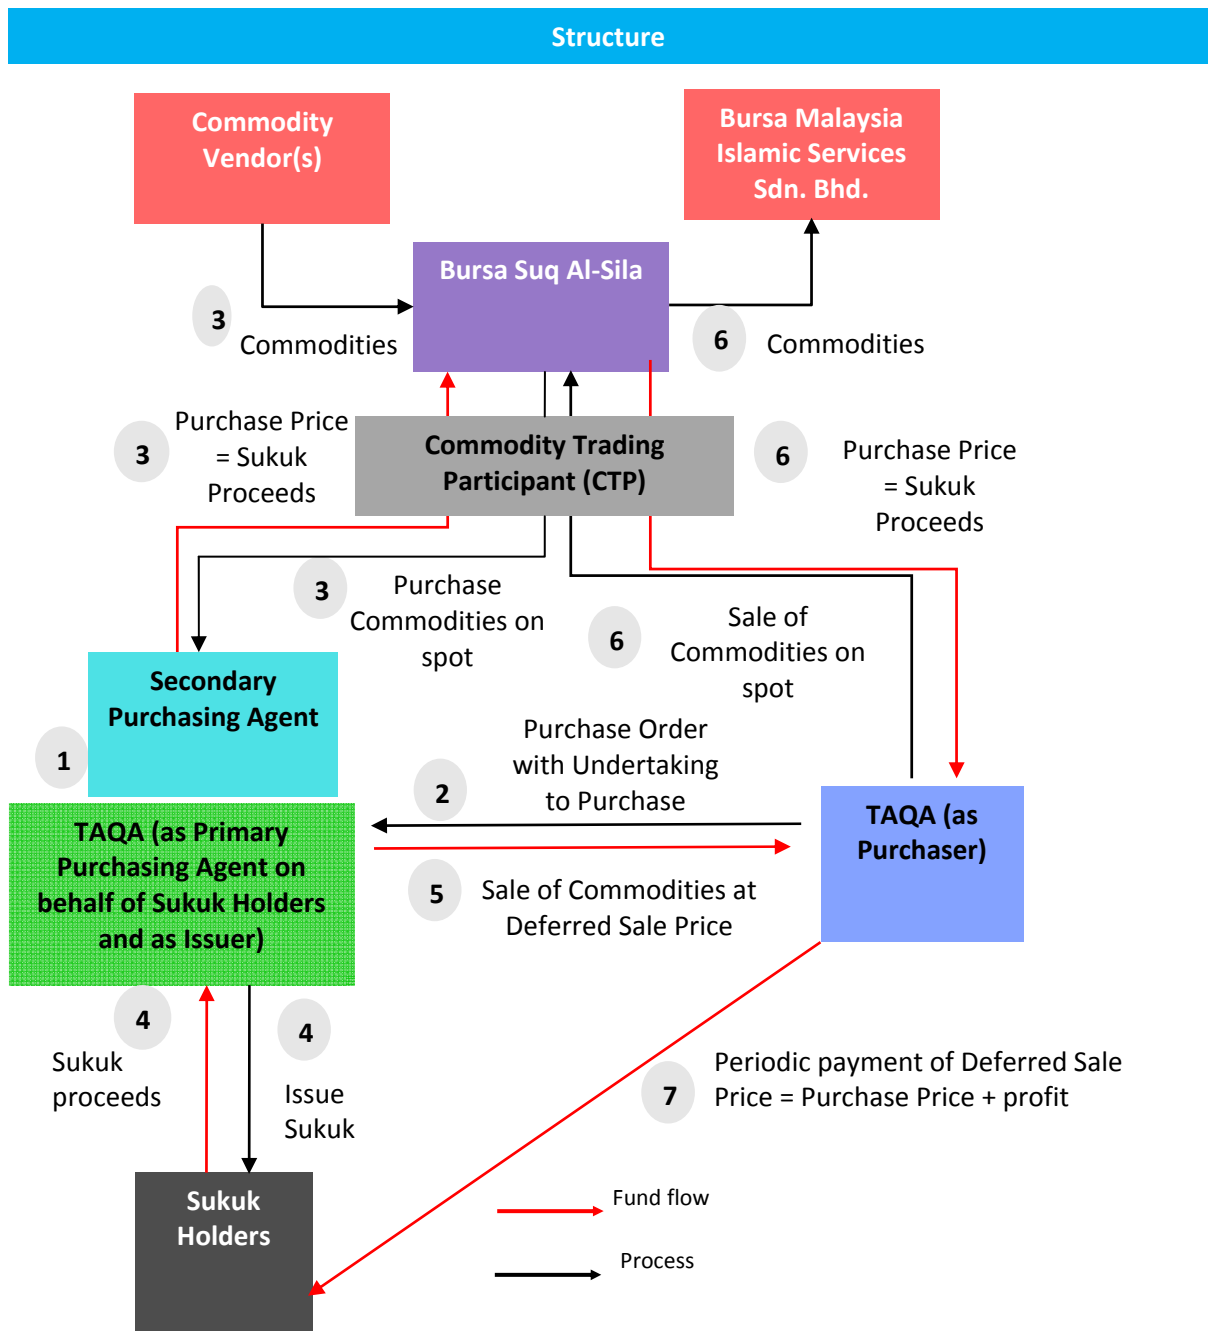 Structure
Commodity
Vendor(s)
Bursa Malaysia
Islamic Services
Sdn. Bhd.
Bursa Suq Al-Sila
3
Commodities
6
Commodities
3
Purchase Price
= Sukuk
Proceeds
Commodity Trading
Participant (CTP)
6
Purchase Price
= Sukuk
Proceeds
3
Purchase
Commodities on
spot
6
Sale of
Commodities on
spot
Secondary
Purchasing Agent
1
2
Purchase Order
with Undertaking
to Purchase
TAQA (as Primary
Purchasing Agent on
behalf of Sukuk Holders
and as Issuer)
TAQA (as
Purchaser)
5
Sale of Commodities at
Deferred Sale Price
4
Sukuk
proceeds
4
Issue
Sukuk
7
Periodic payment of Deferred Sale
Price = Purchase Price + profit
Sukuk
Holders
Fund flow
Process